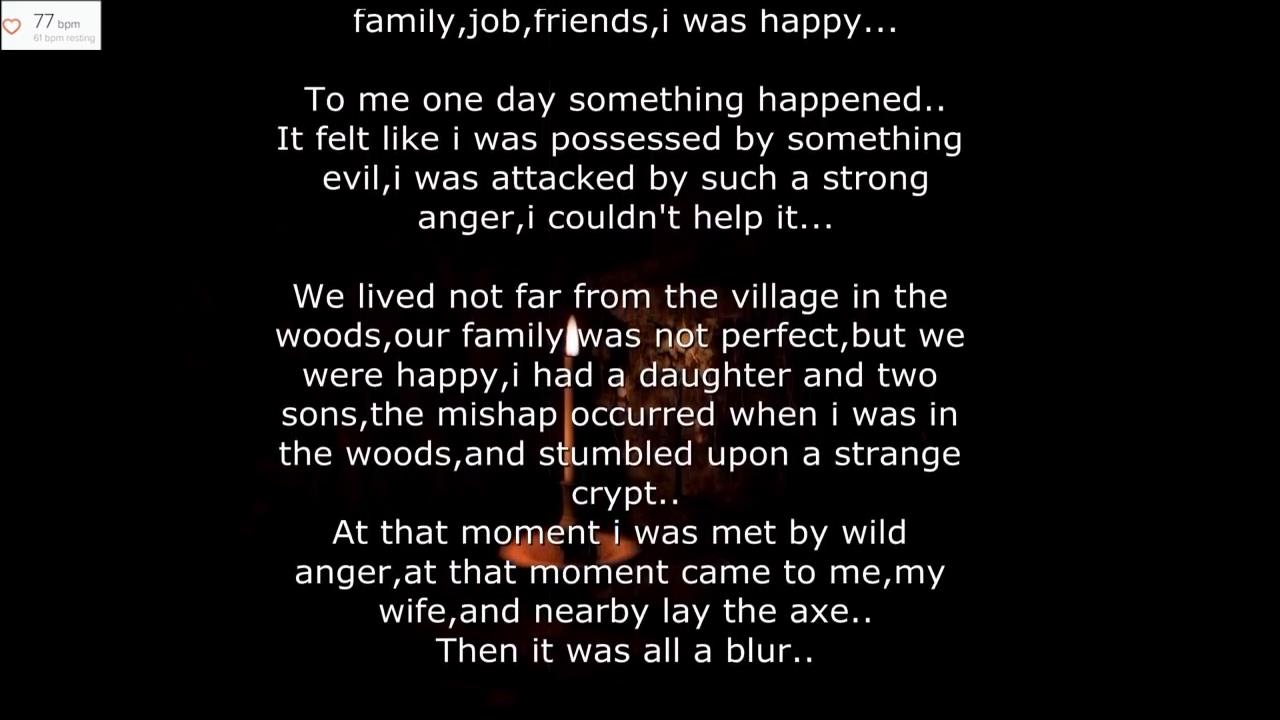 77 bpm
61 bpm resting
family,job,friends,i was happy...
To me one day something happened..
It felt like i was possessed by something
evil,i was attacked by such a strong
anger,i couldn't help it...
We lived not far from the village in the
woods,our family was not perfect,but we
were happy,i had a daughter and two
sons,the mishap occurred when i was in
the woods,and stumbled upon a strange
crypt..
At that moment i was met by wild
anger,at that moment came to me,my
wife,and nearby lay the axe..
Then it was all a blur..